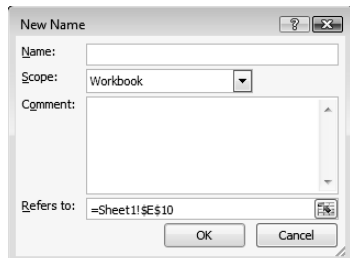 New Name
Name:
Scope: Workbook
Comment:
Refers to: =Sheet1!$E$10
OK Cancel